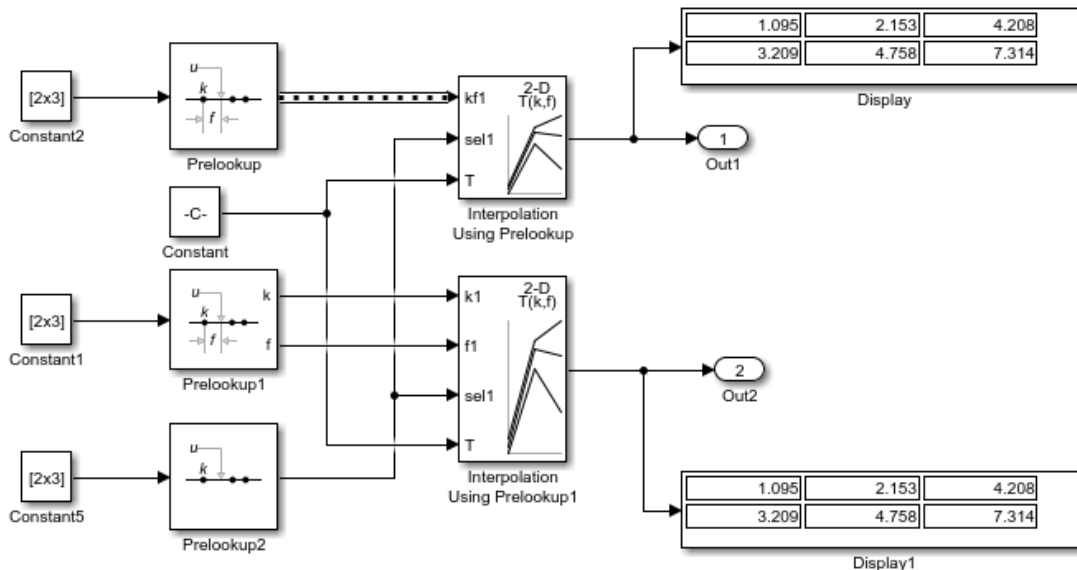 [2x3]
Constant2
u
k
f
Prelookup
kf1
sel1
T
2-D
T(k,f)
Interpolation
Using Prelookup
1.095 2.153 4.208
3.209 4.758 7.314
Display
1
Out1
-C-
Constant
[2x3]
Constant1
u
k
f
k
f
Prelookup1
k1
f1
sel1
T
2-D
T(k,f)
Interpolation
Using Prelookup1
2
Out2
[2x3]
Constant5
u
k
Prelookup2
1.095 2.153 4.208
3.209 4.758 7.314
Display1